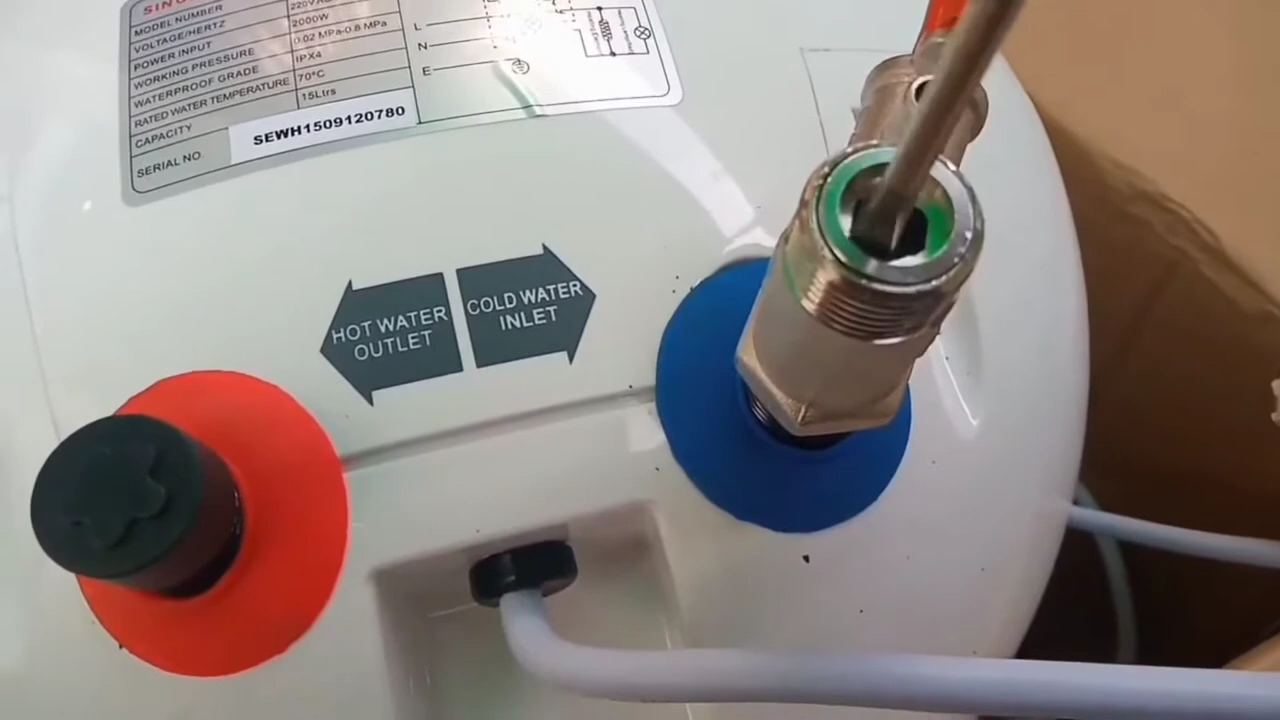 MODEL NUMBER
VOLTAGE/HERTZ
POWER INPUT 2000W
WORKING PRESSURE 0.02 MPa-0.8 MPa
WATERPROOF GRADE IPX4
RATED WATER TEMPERATURE 70°C
CAPACITY 15Ltrs
SERIAL NO SEWH1509120780
L
N
E
HOT WATER
OUTLET
COLD WATER
INLET